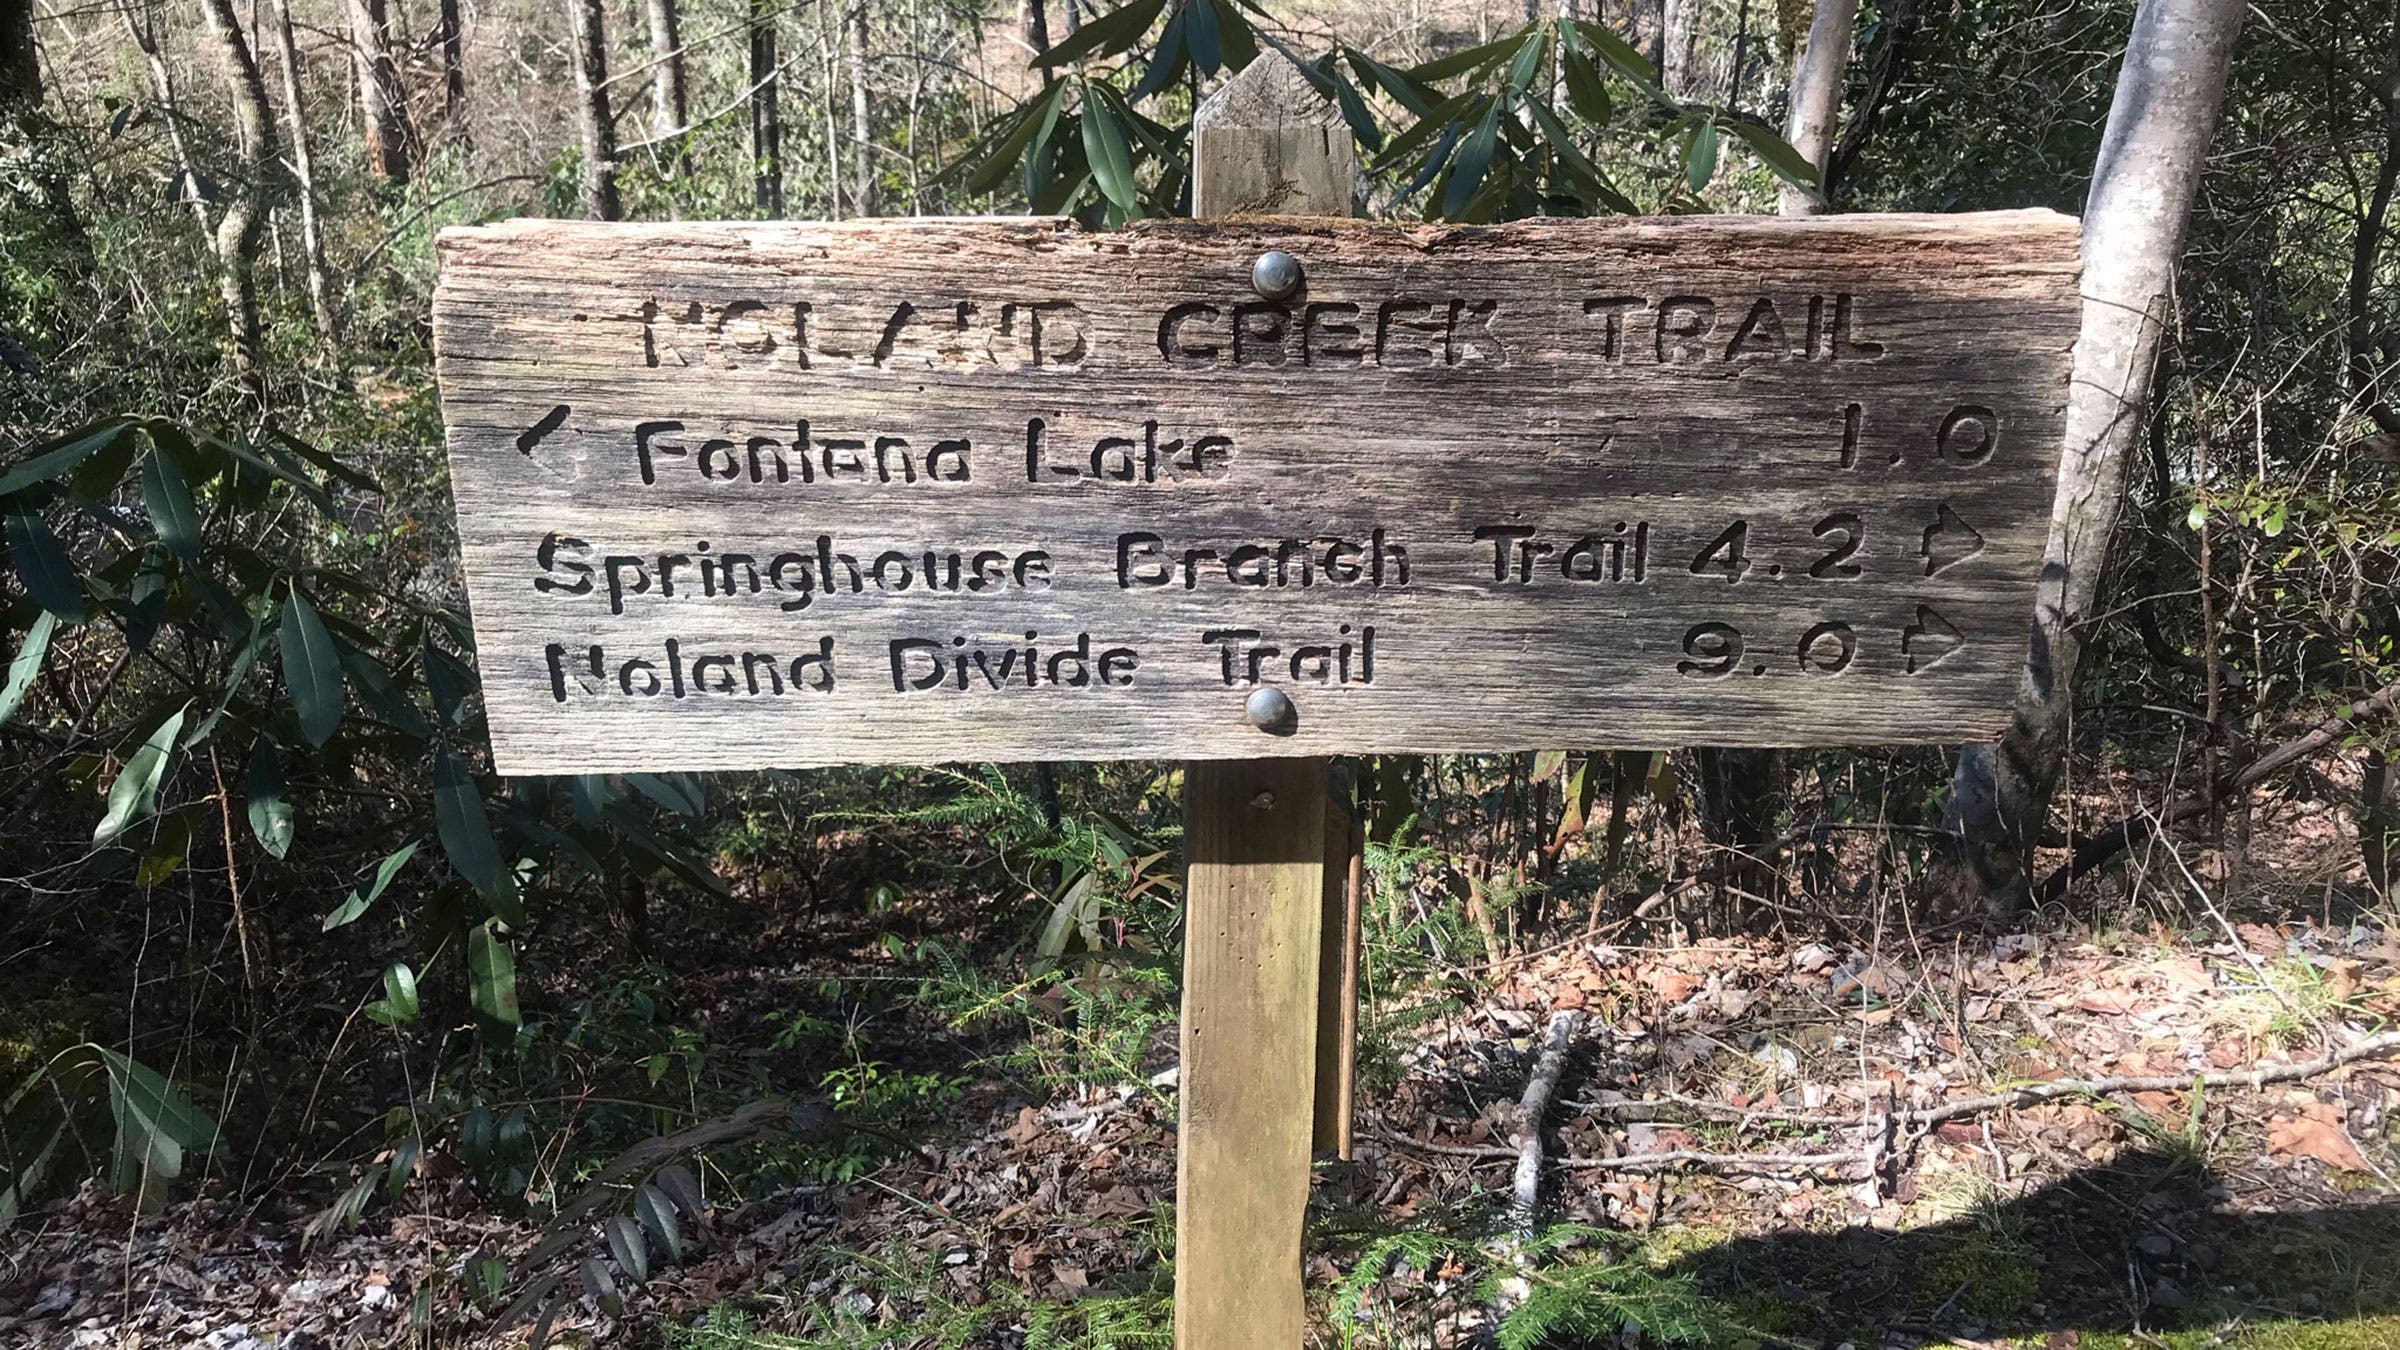 NOLAND CREEK TRAIL
< Fontana Lake 1.0
Springhouse Branch Trail 4.2 >
Noland Divide Trail 9.0 >